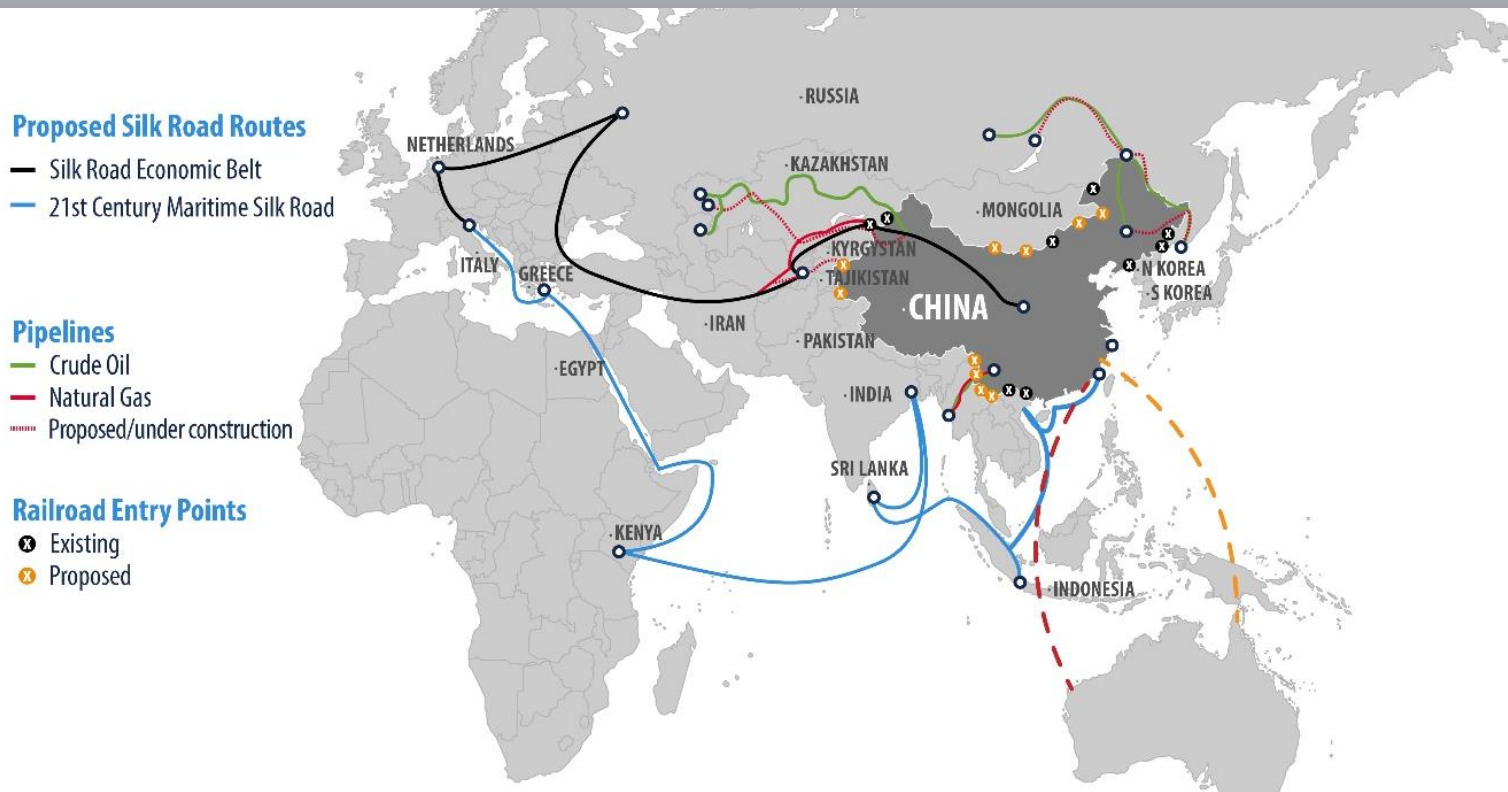 Proposed Silk Road Routes
Silk Road Economic Belt
21st Century Maritime Silk Road
Pipelines
Crude Oil
Natural Gas
Proposed/under construction
Railroad Entry Points
X Existing
X Proposed
RUSSIA
NETHERLANDS
KAZAKHSTAN
MONGOLIA
KYRGYSTAN
ITALY
GREECE
TAJIKISTAN
N KOREA
S KOREA
CHINA
IRAN
PAKISTAN
EGYPT
INDIA
SRI LANKA
KENYA
INDONESIA